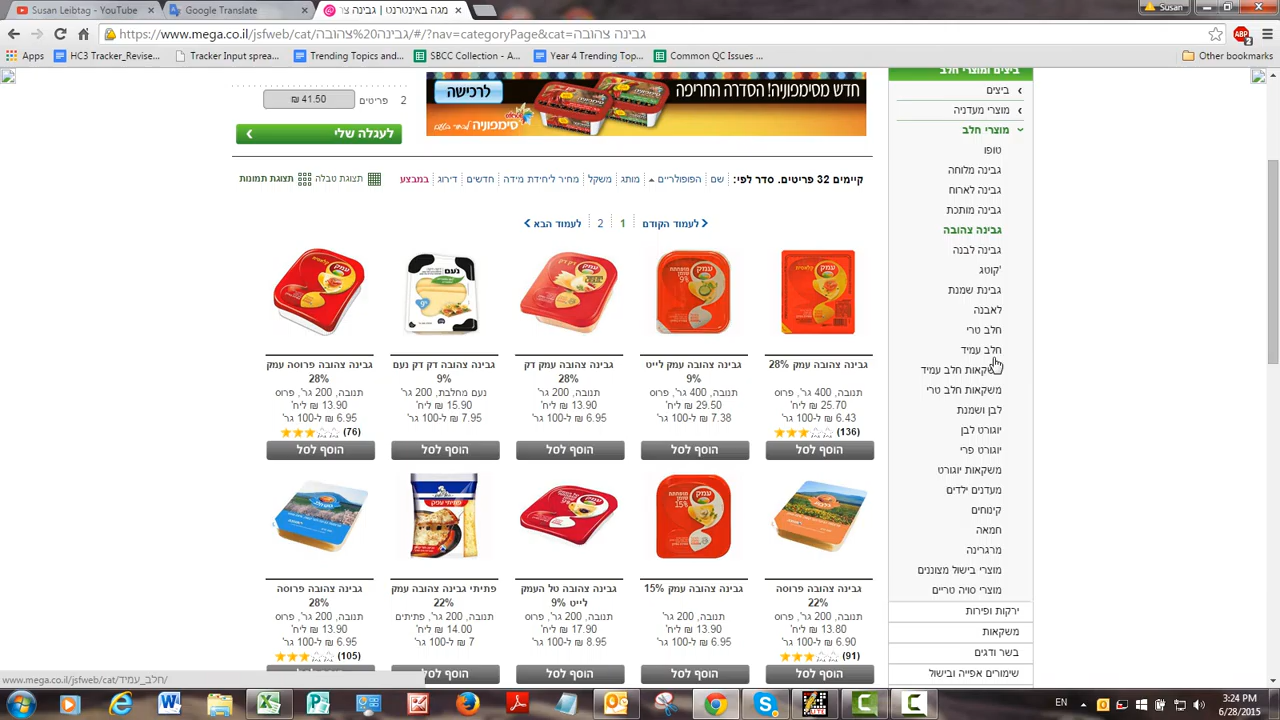 Susan Leibtag - YouTube
Google Translate
מגה באינטרנט | גבינה צה
Susan
https://www.mega.co.il/jsfweb/cat/גבינה%20צהובה/#/?nav=categoryPage&cat=גבינה צהובה
Apps
HC3 Tracker_Revise...
Tracker Input sprea...
Trending Topics and...
SBCC Collection - A...
Year 4 Trending Top...
Common QC Issues ...
Other bookmarks
2 פריטים
41.50 ₪
לעגלה שלי
חדש מסימפוניה! הסדרה החריפה
לרכישה
סימפוניה
ביצים ומוצרי חלב
ביצים
מוצרי מעדניה
מוצרי חלב
טופו
גבינה מלוחה
גבינה לארוח
גבינה מותכת
גבינה צהובה
גבינה לבנה
קוטג'
גבינת שמנת
לאבנה
חלב טרי
חלב עמיד
משקאות חלב עמיד
משקאות חלב טרי
לבן ושמנת
יוגורט לבן
יוגורט פרי
משקאות יוגורט
מעדנים ילדים
קינוחים
חמאה
מרגרינה
מוצרי בישול מצוננים
מוצרי סויה טריים
ירקות ופירות
משקאות
בשר ודגים
שימורים אפייה ובישול
קיימים 32 פריטים. סדר לפי:
שם
הפופולריים
מותג
משקל
מחיר ליחידת מידה
חדשים
דירוג
במבצע
תצוגת טבלה
תצוגת תמונות
לעמוד הקודם
1
2
לעמוד הבא
גבינה צהובה עמק 28%
תנובה, 400 גר', פרוס
25.70 ₪ ליח'
6.43 ₪ ל-100 גר'
(136)
הוסף לסל
גבינה צהובה עמק לייט
9%
תנובה, 400 גר', פרוס
29.50 ₪ ליח'
7.38 ₪ ל-100 גר'
הוסף לסל
גבינה צהובה עמק דק
28%
תנובה, 200 גר', פרוס
13.90 ₪ ליח'
6.95 ₪ ל-100 גר'
הוסף לסל
גבינה צהובה דק דק נעם
9%
נעם מחלבת, 200 גר'
15.90 ₪ ליח'
7.95 ₪ ל-100 גר'
הוסף לסל
גבינה צהובה פרוסה עמק
28%
תנובה, 200 גר', פרוס
13.90 ₪ ליח'
6.95 ₪ ל-100 גר'
(76)
הוסף לסל
גבינה צהובה פרוסה
22%
תנובה, 200 גר', פרוס
13.80 ₪ ליח'
6.90 ₪ ל-100 גר'
(91)
הוסף לסל
גבינה צהובה עמק 15%
תנובה, 200 גר', פרוס
13.90 ₪ ליח'
6.95 ₪ ל-100 גר'
הוסף לסל
גבינה צהובה טל העמק
לייט 9%
תנובה, 200 גר', פרוס
17.90 ₪ ליח'
8.95 ₪ ל-100 גר'
הוסף לסל
פתיתי גבינה צהובה עמק
22%
תנובה, 200 גר', פתיתים
14.00 ₪ ליח'
7 ₪ ל-100 גר'
הוסף לסל
גבינה צהובה פרוסה
28%
תנובה, 200 גר', פרוס
13.90 ₪ ליח'
6.95 ₪ ל-100 גר'
(105)
הוסף לסל
www.mega.co.il/jsfweb/cat/חלב_עמיד/
EN
3:24 PM
6/28/2015